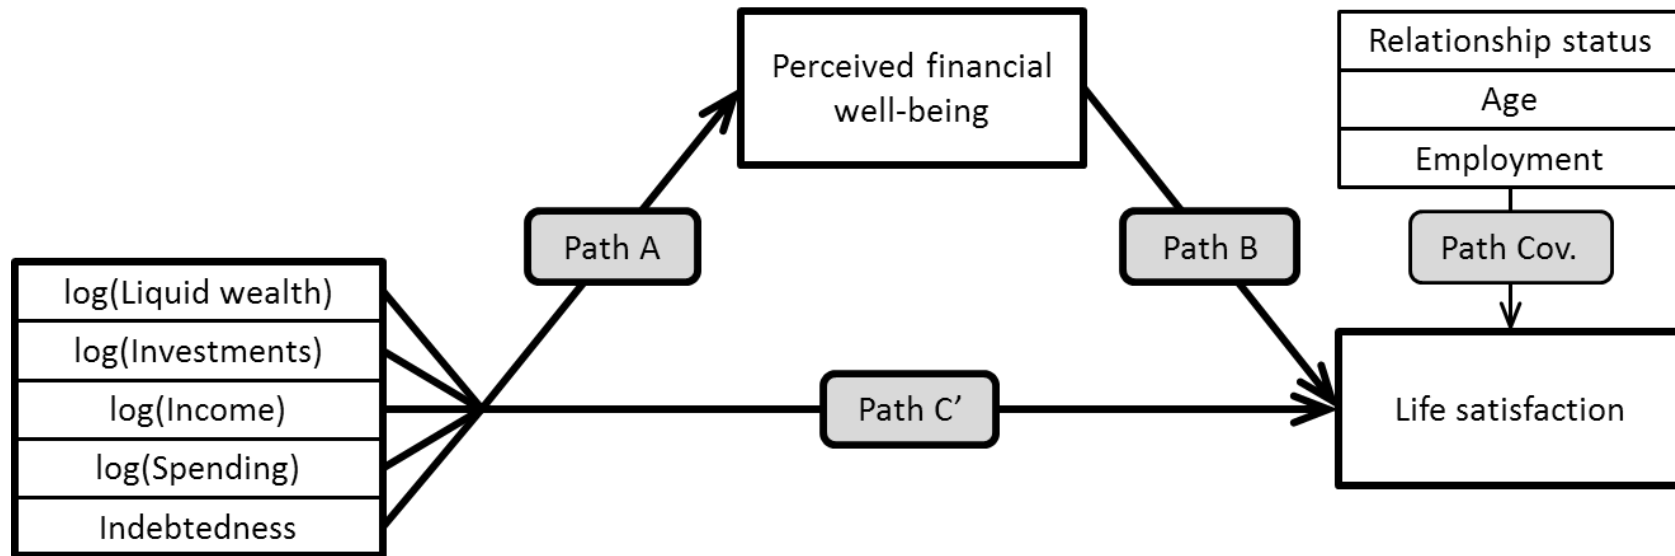 Perceived financial
well-being
Relationship status
Age
Employment
Path A
Path B
Path Cov.
log(Liquid wealth)
log(Investments)
log(Income)
log(Spending)
Indebtedness
Path C’
Life satisfaction